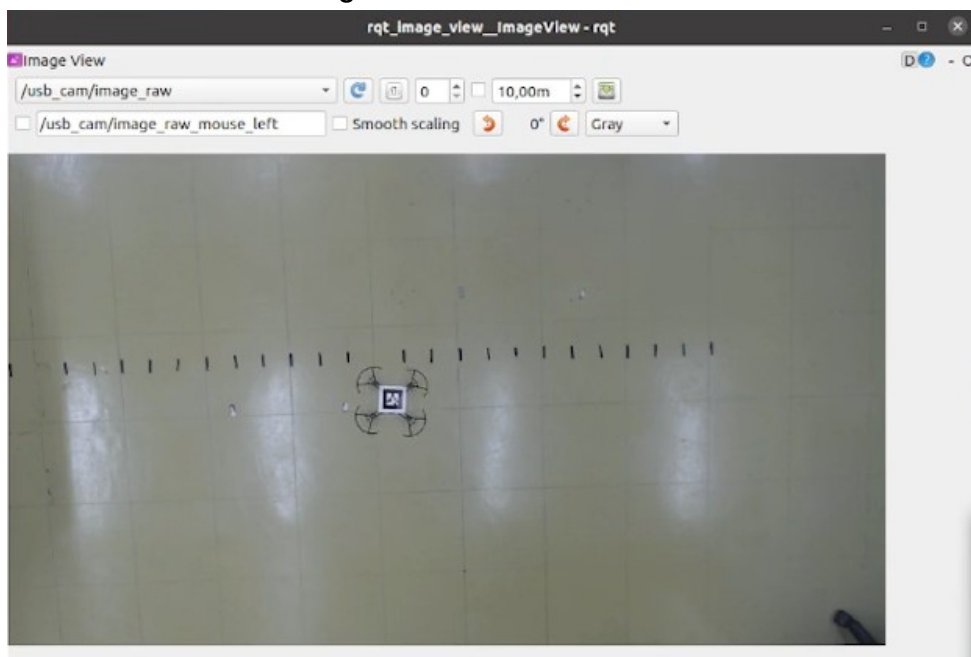 rqt_image_view__ImageView - rqt
Image View
D
- O
/usb_cam/image_raw
0
10,00m
/usb_cam/image_raw_mouse_left
Smooth scaling
0°
Gray